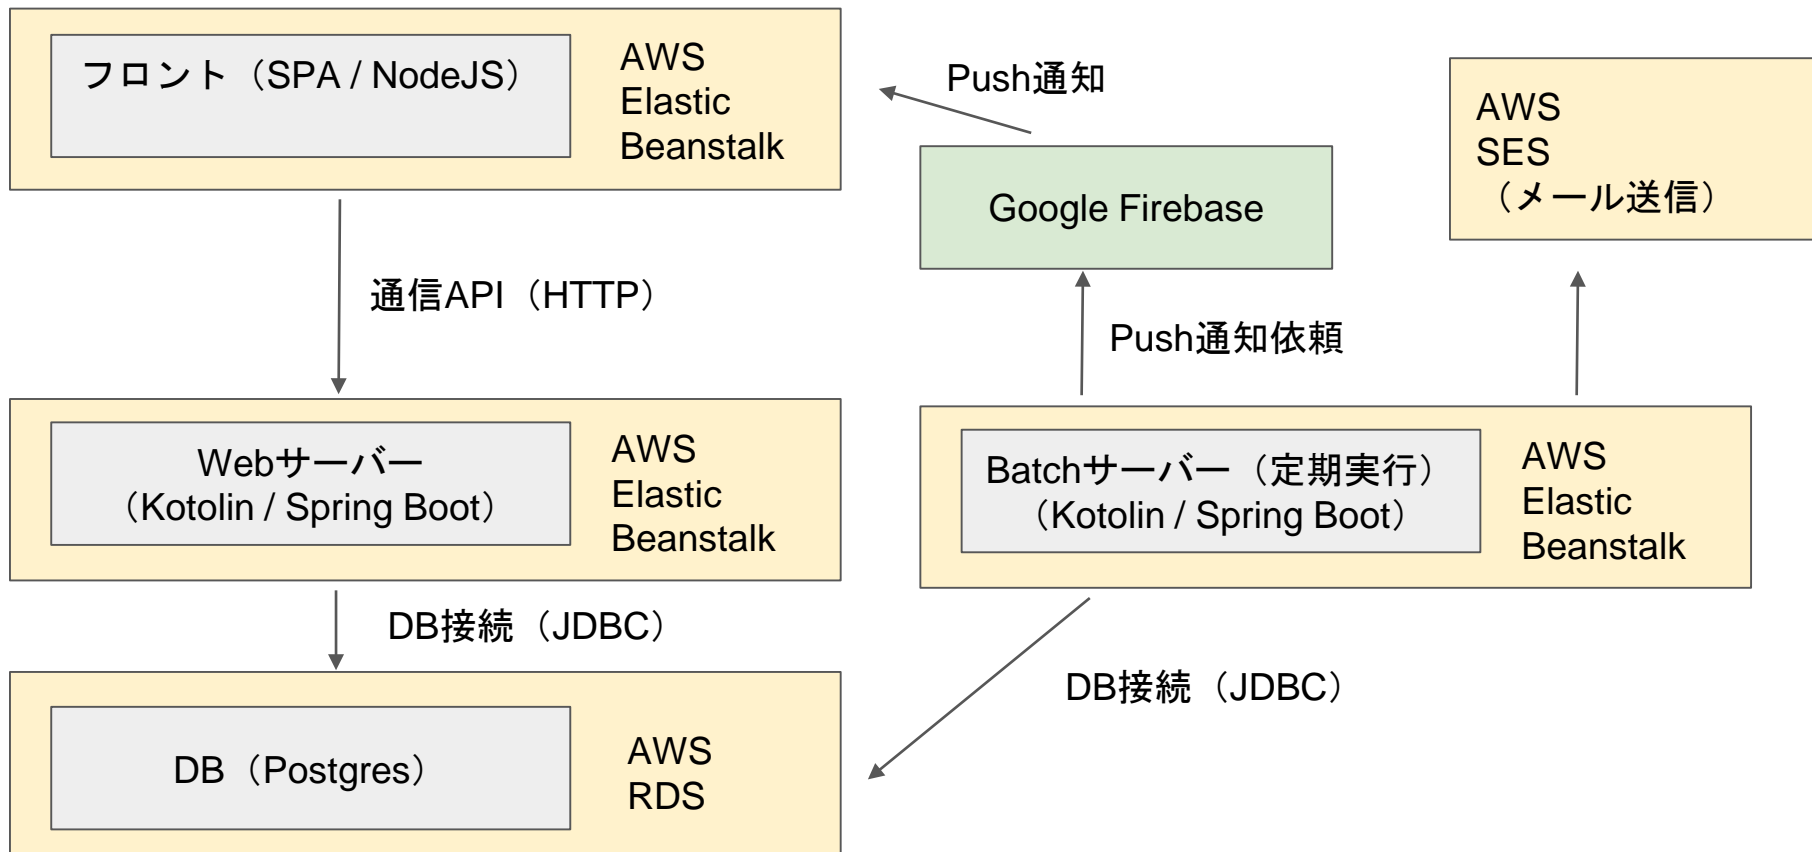 フロント（SPA / NodeJS）
AWS
Elastic
Beanstalk
Push通知
AWS
SES
（メール送信）
Google Firebase
通信API（HTTP）
Push通知依頼
Webサーバー
（Kotolin / Spring Boot）
AWS
Elastic
Beanstalk
Batchサーバー（定期実行）
（Kotolin / Spring Boot）
AWS
Elastic
Beanstalk
DB接続（JDBC）
DB接続（JDBC）
DB（Postgres）
AWS
RDS